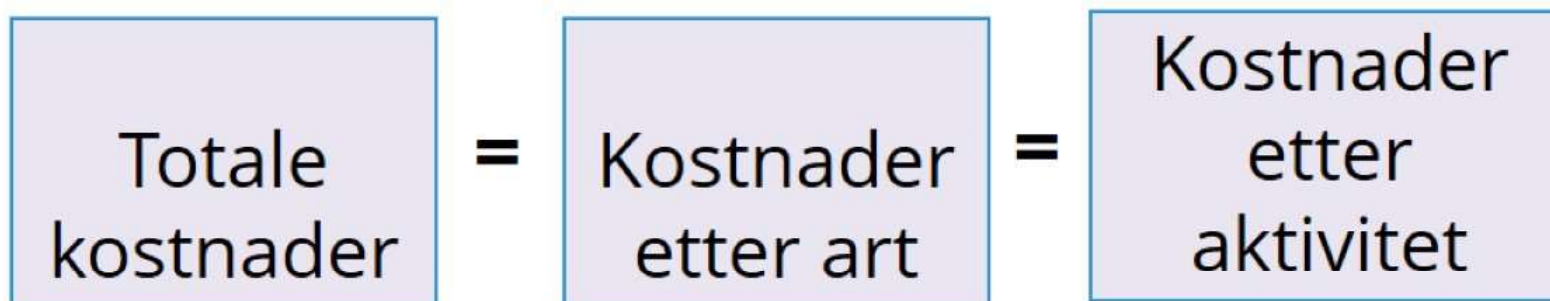 Totale
kostnader
=
Kostnader
etter art
=
Kostnader
etter
aktivitet